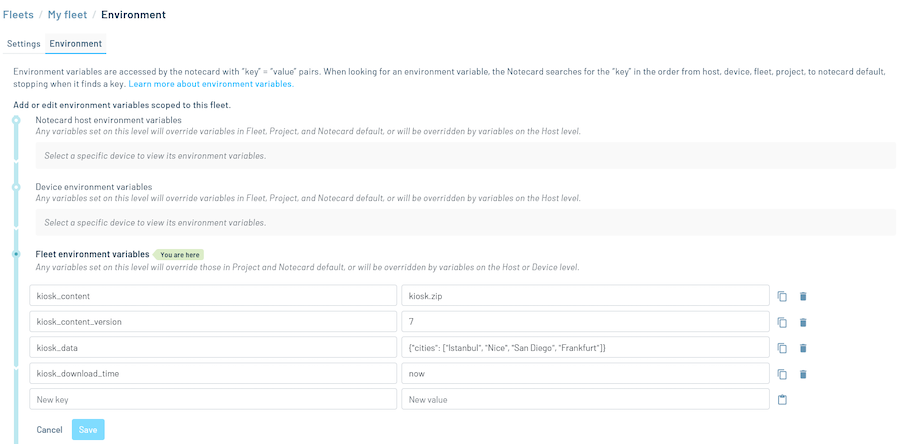 Fleets / My fleet / Environment
Settings Environment
Environment variables are accessed by the notecard with "key" = "value" pairs. When looking for an environment variable, the Notecard searches for the "key" in the order from host, device, fleet, project, to notecard default,
stopping when it finds a key. Learn more about environment variables.
Add or edit environment variables scoped to this fleet.
Notecard host environment variables
Any variables set on this level will override variables in Fleet, Project, and Notecard default, or will be overridden by variables on the Host level.
Select a specific device to view its environment variables.
Device environment variables
Any variables set on this level will override variables in Fleet, Project, and Notecard default, or will be overridden by variables on the Host level.
Select a specific device to view its environment variables.
Fleet environment variables You are here
Any variables set on this level will override those in Project and Notecard default, or will be overridden by variables on the Host or Device level.
kiosk_content kiosk.zip
kiosk_content_version 7
kiosk_data {"cities": ["Istanbul", "Nice", "San Diego", "Frankfurt"]}
kiosk_download_time now
New key New value
Cancel Save